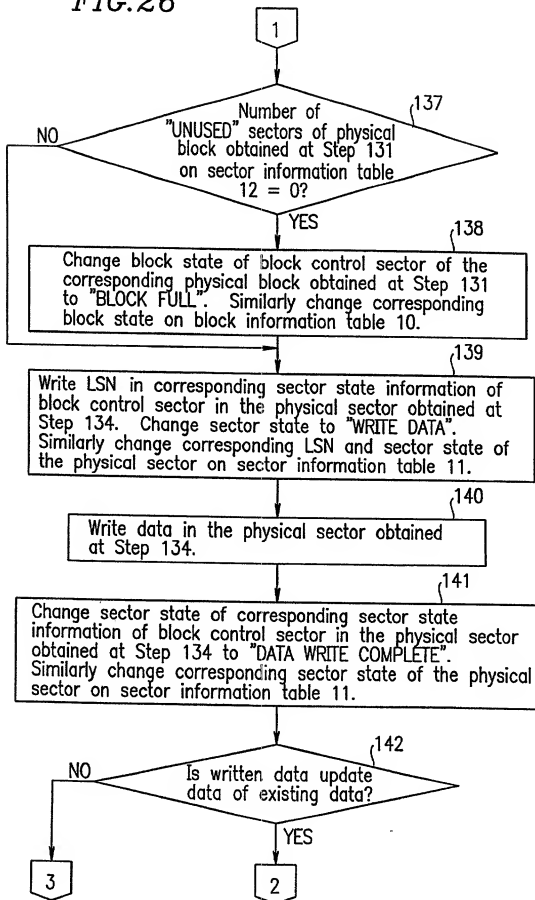 FIG.26
1
137
Number of
"UNUSED" sectors of physical
block obtained at Step 131
on sector information table
12 = 0?
NO
YES
138
Change block state of block control sector of the
corresponding physical block obtained at Step 131
to "BLOCK FULL". Similarly change corresponding
block state on block information table 10.
139
Write LSN in corresponding sector state information of
block control sector in the physical sector obtained at
Step 134. Change sector state to "WRITE DATA".
Similarly change corresponding LSN and sector state of
the physical sector on sector information table 11.
140
Write data in the physical sector obtained
at Step 134.
141
Change sector state of corresponding sector state
information of block control sector in the physical sector
obtained at Step 134 to "DATA WRITE COMPLETE".
Similarly change corresponding sector state of the physical
sector on sector information table 11.
142
NO
Is written data update
data of existing data?
YES
3
2